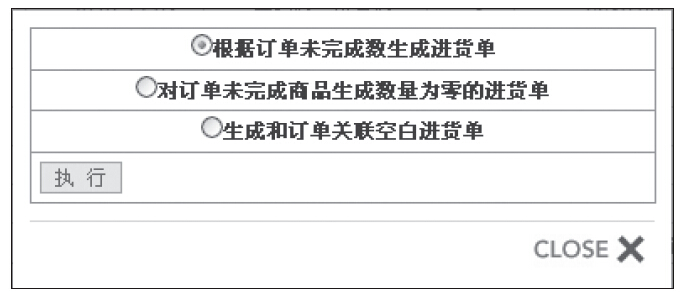 根据订单未完成数生成进货单
对订单未完成商品生成数量为零的进货单
生成和订单关联空白进货单
执 行
CLOSE